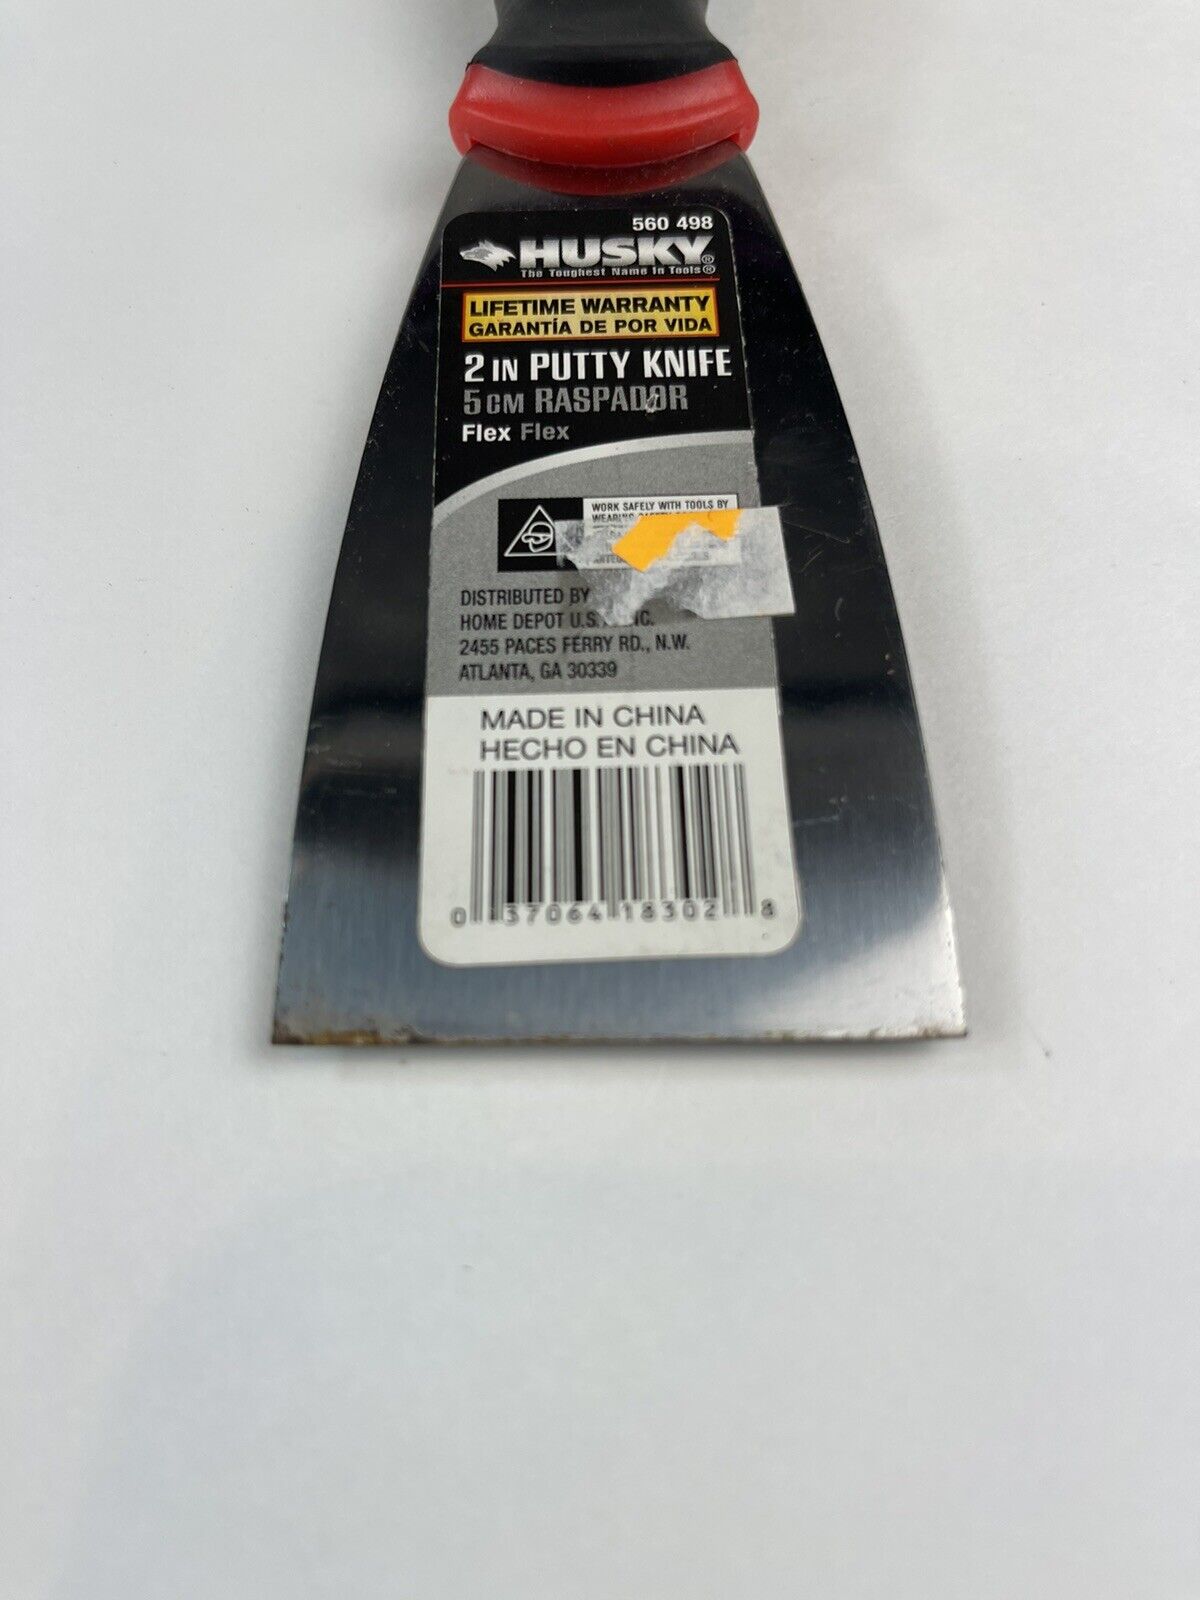 560 498
HUSKY®
The Toughest Name In Tools®
LIFETIME WARRANTY
GARANTÍA DE POR VIDA
2 IN PUTTY KNIFE
5 CM RASPADOR
Flex Flex
WORK SAFELY WITH TOOLS BY
WEARING SAFETY
DISTRIBUTED BY
HOME DEPOT U.S.
2455 PACES FERRY RD., N.W.
ATLANTA, GA 30339
MADE IN CHINA
HECHO EN CHINA
0 37064 18302 8